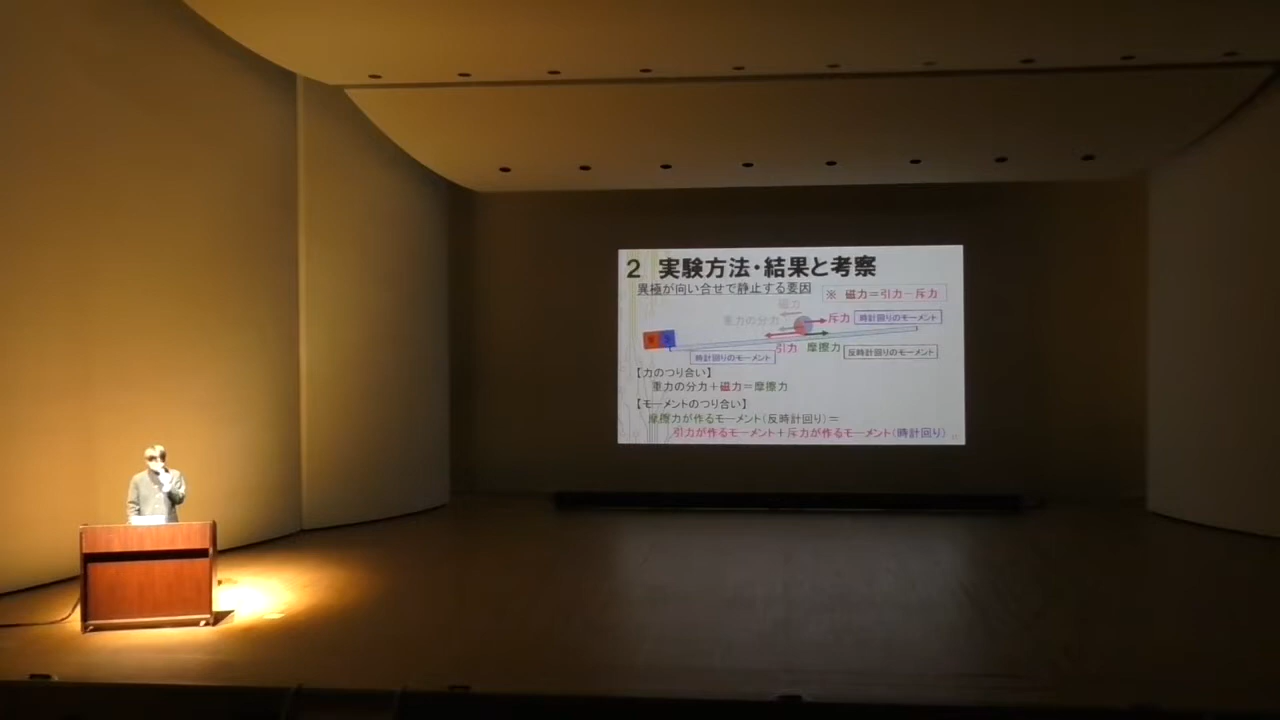 2 実験方法・結果と考察
異極が向い合せで静止する要因
※ 磁力=引力-斥力
磁力
重力の分力
斥力
時計回りのモーメント
引力
摩擦力
時計回りのモーメント
反時計回りのモーメント
【力のつり合い】
重力の分力+磁力=摩擦力
【モーメントのつり合い】
摩擦力が作るモーメント(反時計回り)=
引力が作るモーメント+斥力が作るモーメント(時計回り)